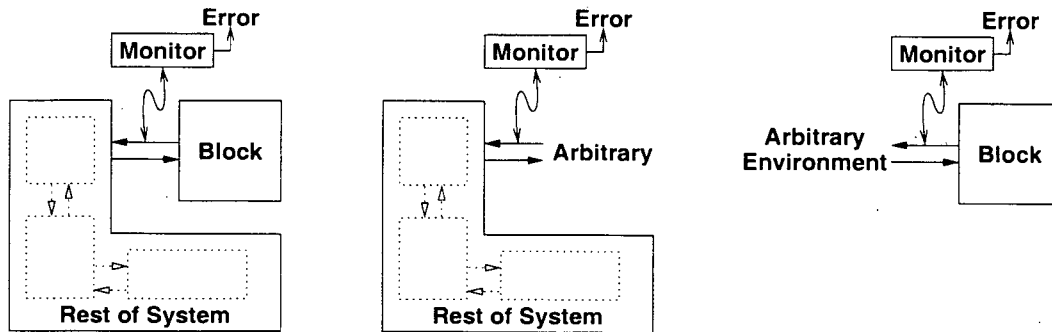 Error
Monitor
Block
Rest of System
Error
Monitor
Arbitrary
Rest of System
Error
Monitor
Arbitrary
Environment
Block